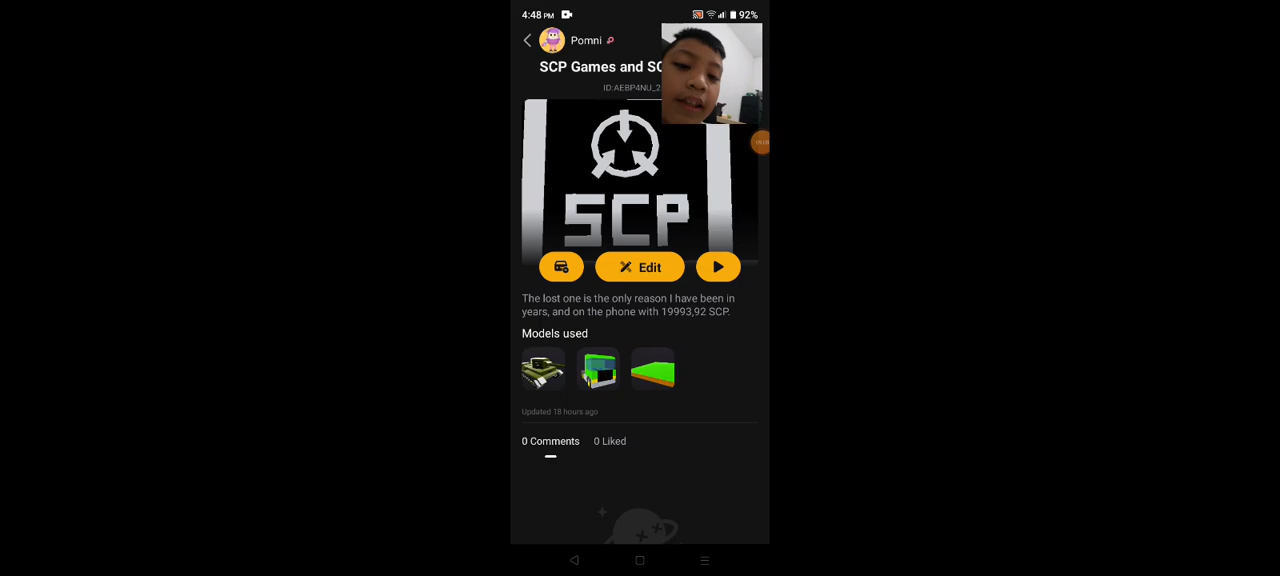 4:48 PM
92%
Pomni
SCP Games and
ID:AEBP4NU_2
SCP
Edit
The lost one is the only reason I have been in
years, and on the phone with 19993,92 SCP.
Models used
Updated 18 hours ago
0 Comments 0 Liked